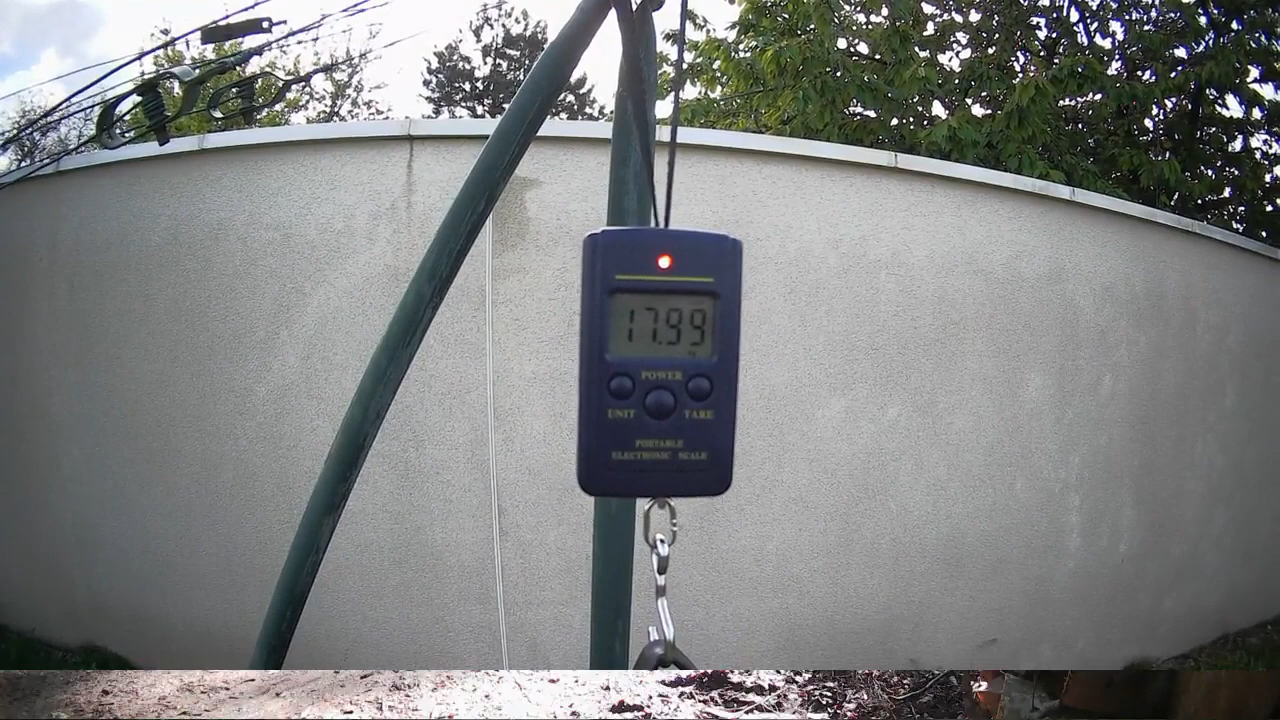 17.99
POWER
UNIT TARE
PORTABLE
ELECTRONIC SCALE